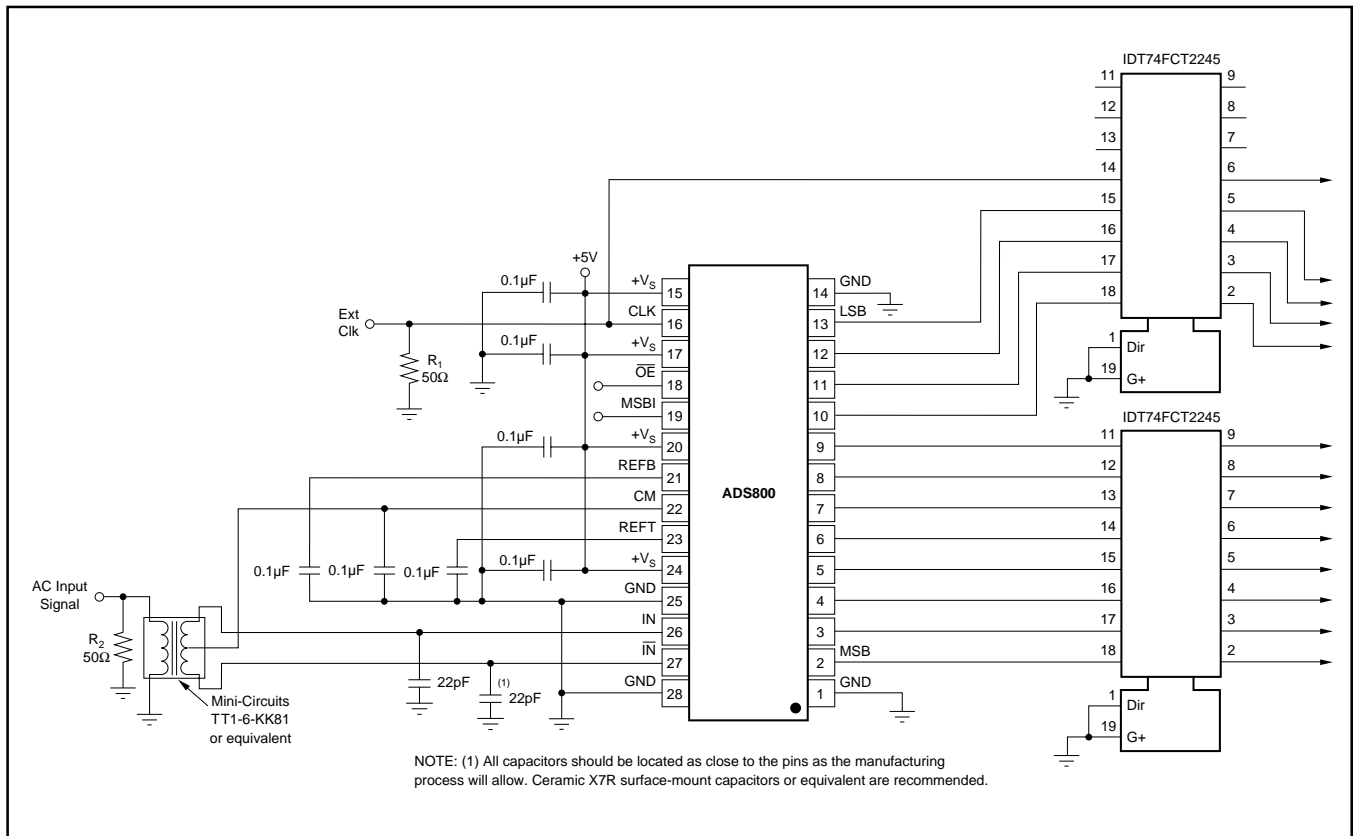 IDT74FCT2245
11 9
12 8
13 7
14 6
15 5
16 4
17 3
18 2
1 Dir
19 G+
+5V
0.1µF +VS 15
Ext
Clk
CLK 16
R1
50Ω
0.1µF +VS 17
OE 18
MSBI 19
0.1µF +VS 20
REFB 21
CM 22
REFT 23
0.1µF +VS 24
0.1µF 0.1µF 0.1µF
GND 25
IN 26
IN 27
GND 28
AC Input
Signal
R2
50Ω
Mini-Circuits
TT1-6-KK81
or equivalent
22pF
(1)
22pF
ADS800
14 GND
13 LSB
12
11
10
9
8
7
6
5
4
3
2 MSB
1 GND
IDT74FCT2245
11 9
12 8
13 7
14 6
15 5
16 4
17 3
18 2
1 Dir
19 G+
NOTE: (1) All capacitors should be located as close to the pins as the manufacturing
process will allow. Ceramic X7R surface-mount capacitors or equivalent are recommended.